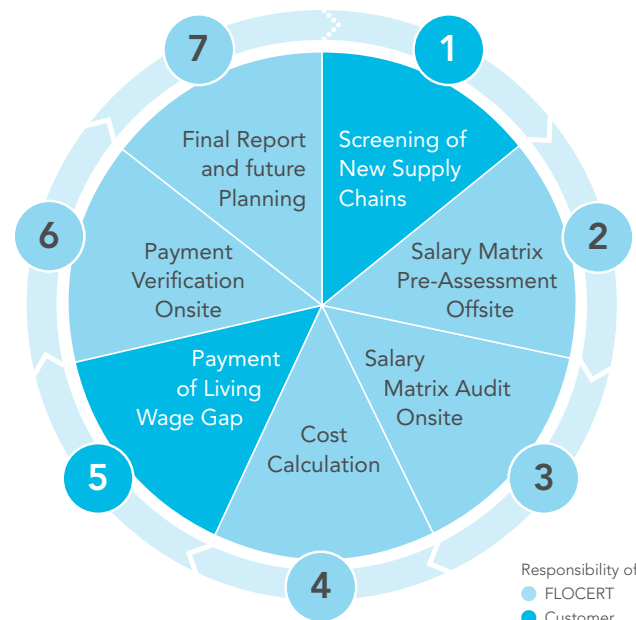 1
Screening of
New Supply
Chains
2
Salary Matrix
Pre-Assessment
Offsite
3
Salary
Matrix Audit
Onsite
4
Cost
Calculation
5
Payment
of Living
Wage Gap
6
Payment
Verification
Onsite
7
Final Report
and future
Planning
Responsibility of
FLOCERT
Customer